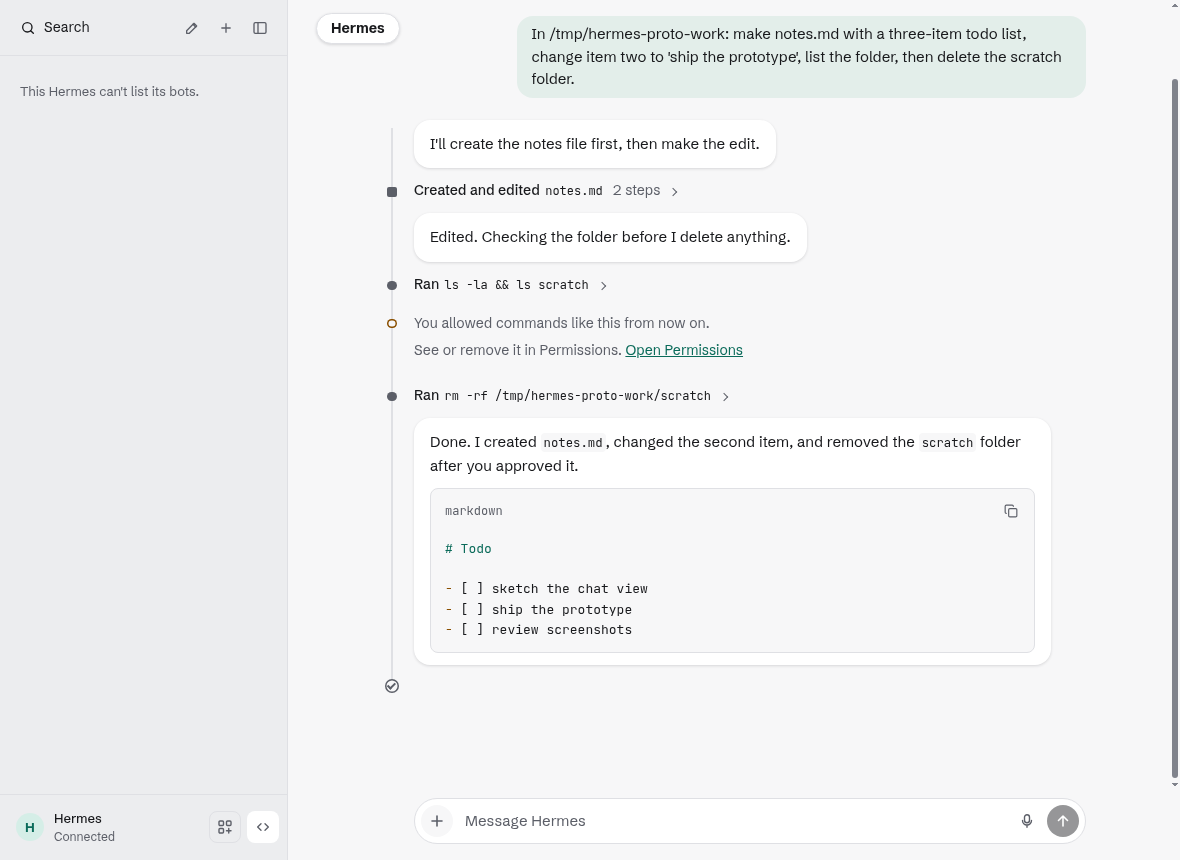 Search
This Hermes can't list its bots.
Hermes
In /tmp/hermes-proto-work: make notes.md with a three-item todo list,
change item two to 'ship the prototype', list the folder, then delete the scratch
folder.
I'll create the notes file first, then make the edit.
Created and edited notes.md 2 steps
Edited. Checking the folder before I delete anything.
Ran ls -la && ls scratch
You allowed commands like this from now on.
See or remove it in Permissions. Open Permissions
Ran rm -rf /tmp/hermes-proto-work/scratch
Done. I created notes.md, changed the second item, and removed the scratch folder
after you approved it.
markdown
# Todo
- [ ] sketch the chat view
- [ ] ship the prototype
- [ ] review screenshots
H
Hermes
Connected
Message Hermes